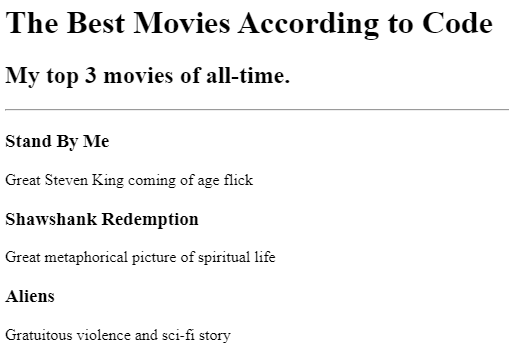 The Best Movies According to Code
My top 3 movies of all-time.
Stand By Me
Great Steven King coming of age flick
Shawshank Redemption
Great metaphorical picture of spiritual life
Aliens
Gratuitous violence and sci-fi story